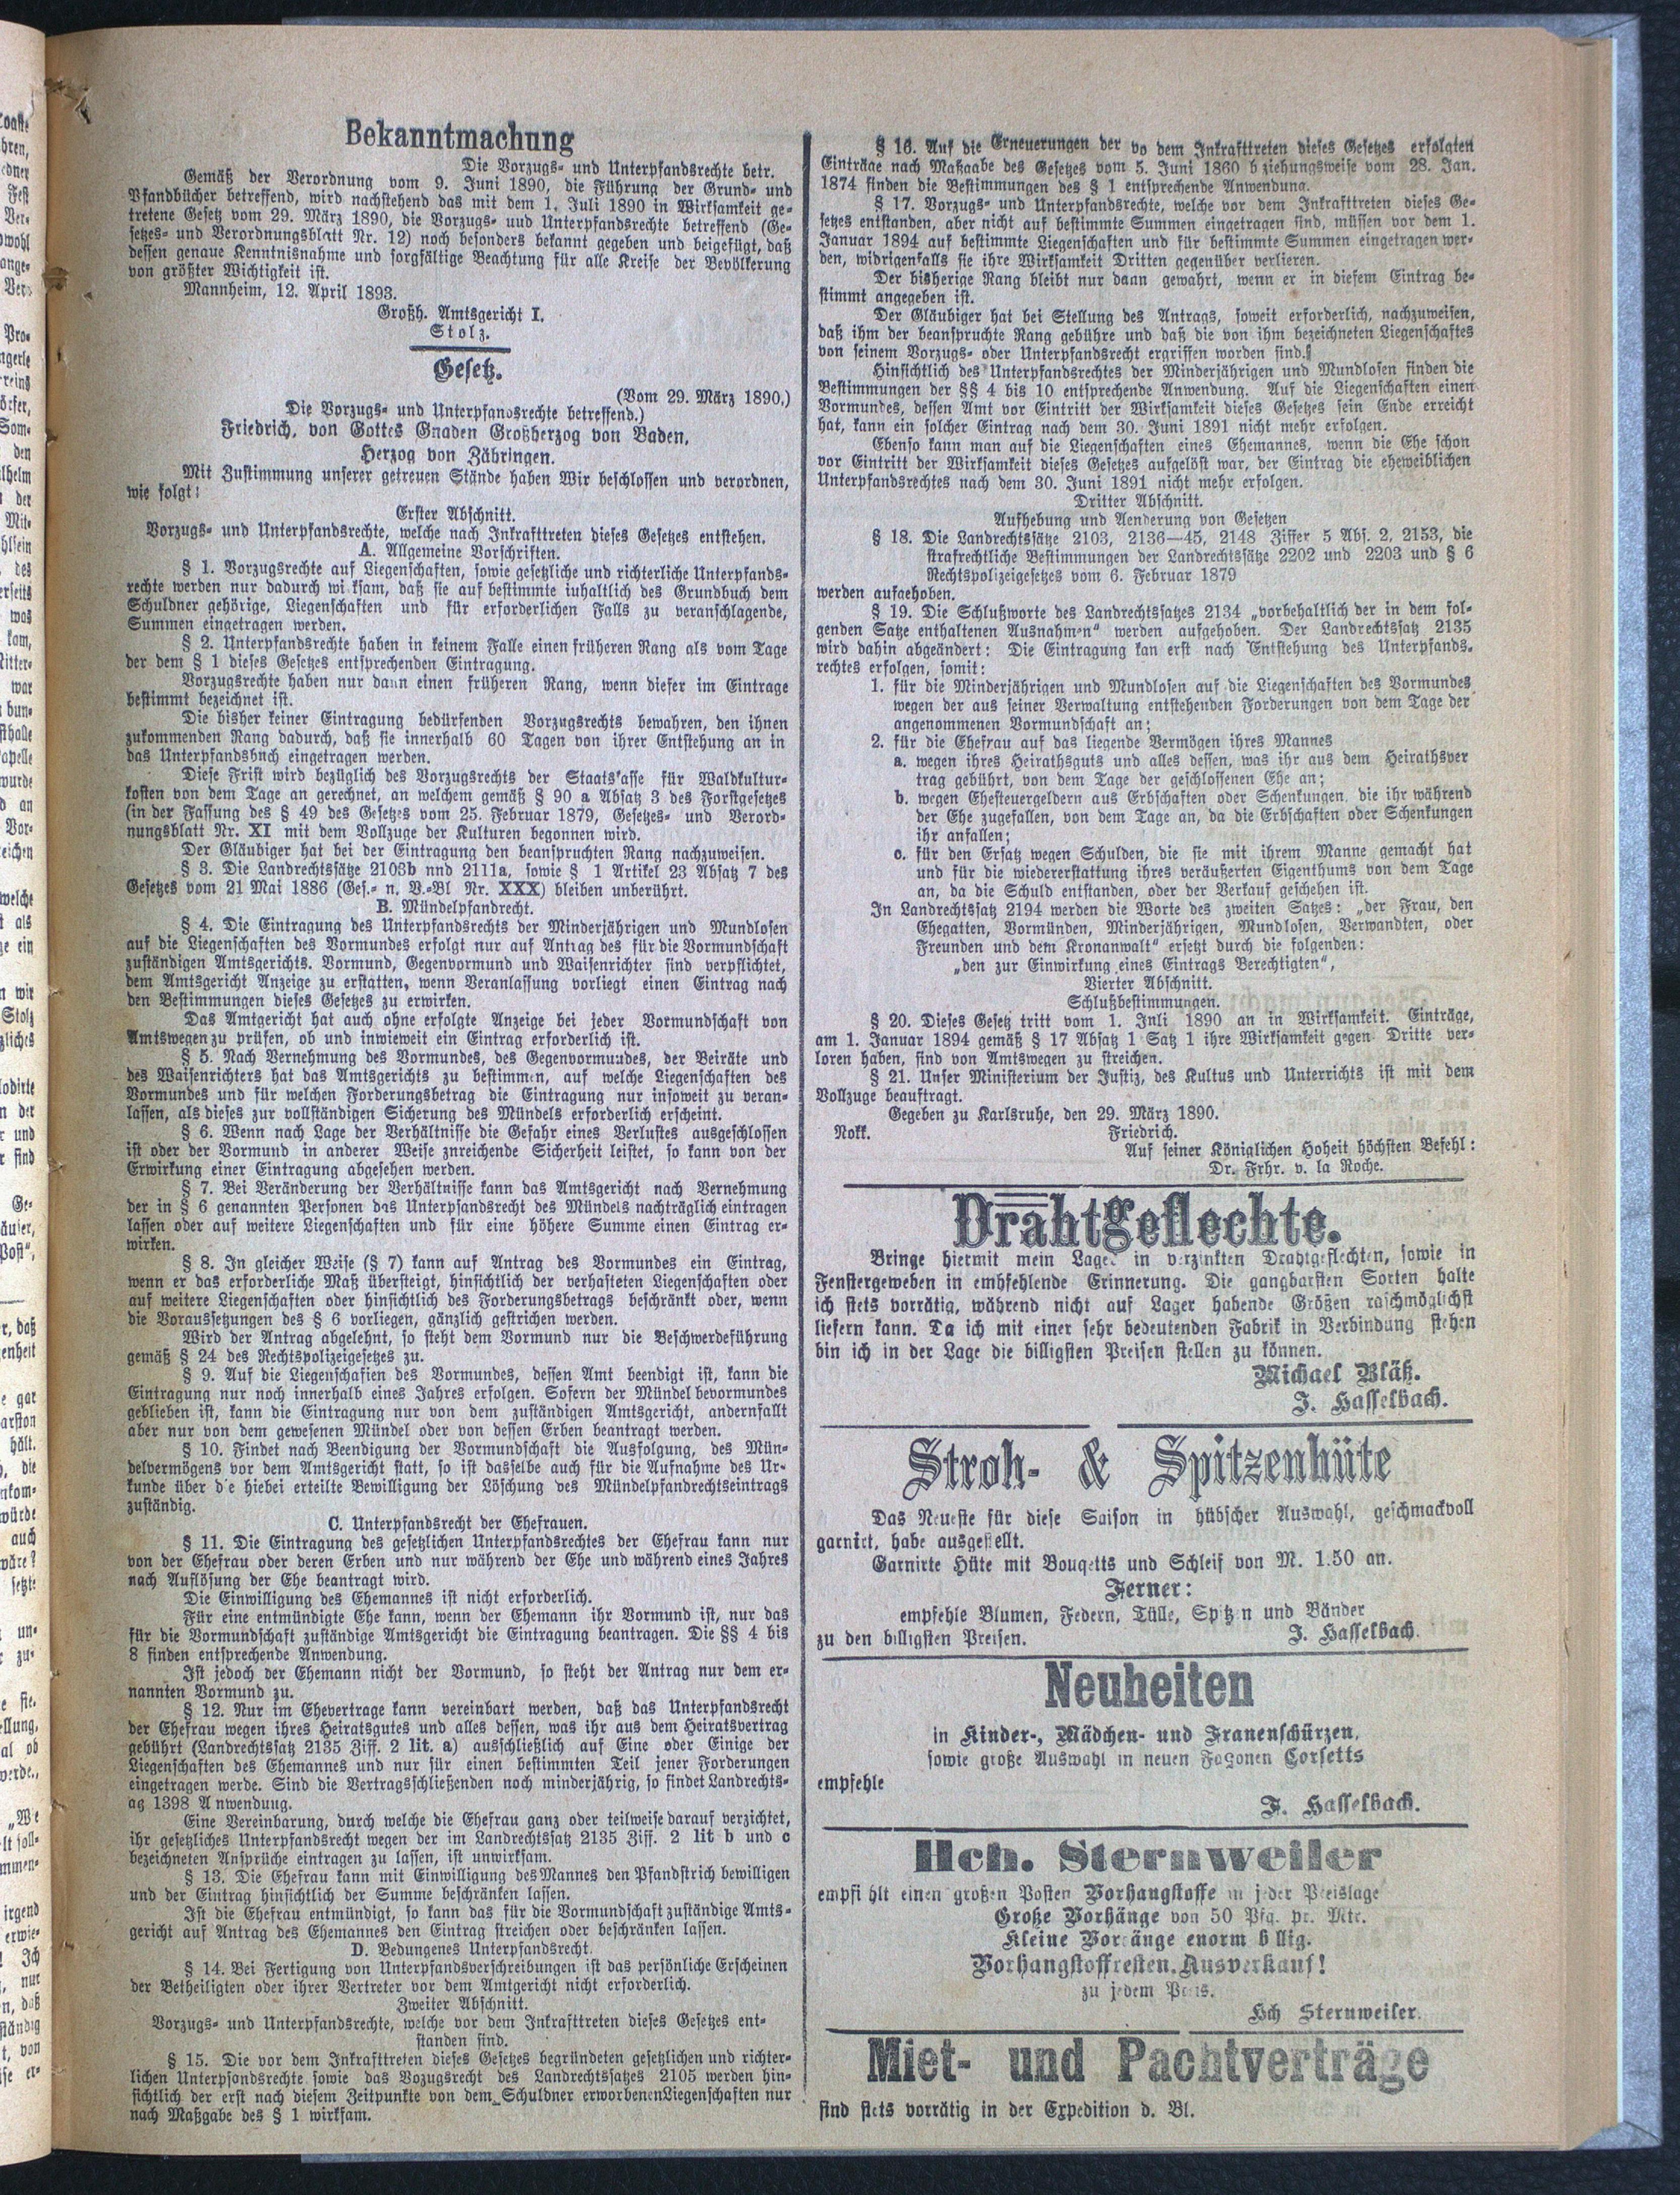 Bekanntmachung
Die Vorzugs- und Unterpfandsrechte betr.
Gemäß der Verordnung vom 9. Juni 1890, die Führung der Grund- und
Pfandbücher betreffend, wird nachstehend das mit dem 1. Juli 1890 in Wirksamkeit ge-
tretene Gesetz vom 29. März 1890, die Vorzugs- uud Unterpfandsrechte betreffend (Ge-
setzes- und Verordnungsblatt Nr. 12) noch besonders bekannt gegeben und beigefügt, daß
dessen genaue Kenntnisnahme und sorgfältige Beachtung für alle Kreise der Bevölkerung
von größter Wichtigkeit ist.
Mannheim, 12. April 1893.
Großh. Amtsgericht I.
Stolz.
Gesetz.
(Vom 29. März 1890,)
Die Vorzugs- und Unterpfandsrechte betreffend.)
Friedrich, von Gottes Gnaden Großherzog von Baden,
Herzog von Zähringen.
Mit Zustimmung unserer getreuen Stände haben Wir beschlossen und verordnen,
wie folgt:
Erster Abschnitt.
Vorzugs- und Unterpfandsrechte, welche nach Inkrafttreten dieses Gesetzes entstehen.
A. Allgemeine Vorschriften.
§ 1. Vorzugsrechte auf Liegenschaften, sowie gesetzliche und richterliche Unterpfands-
rechte werden nur dadurch wi ksam, daß sie auf bestimmte inhaltlich des Grundbuch dem
Schuldner gehörige, Liegenschaften und für erforderlichen Falls zu veranschlagende,
Summen eingetragen werden.
§ 2. Unterpfandsrechte haben in keinem Falle einen früheren Rang als vom Tage
der dem § 1 dieses Gesetzes entsprechenden Eintragung.
Vorzugsrechte haben nur dann einen früheren Rang, wenn dieser im Eintrage
bestimmt bezeichnet ist.
Die bisher keiner Eintragung bedürfenden Vorzugsrechts bewahren, den ihnen
zukommenden Rang dadurch, daß sie innerhalb 60 Tagen von ihrer Entstehung an in
das Unterpfandsbnch eingetragen werden.
Diese Frist wird bezüglich des Vorzugsrechts der Staatskasse für Waldkultur-
kosten von dem Tage an gerechnet, an welchem gemäß § 90 a Absatz 3 des Forstgesetzes
(in der Fassung des § 49 des Gesetzes vom 25. Februar 1879, Gesetzes- und Verord-
nungsblatt Nr. XI mit dem Vollzuge der Kulturen begonnen wird.
Der Gläubiger hat bei der Eintragung den beanspruchten Rang nachzuweisen.
§ 3. Die Landrechtsätze 2103b nnd 2111a, sowie § 1 Artikel 23 Absatz 7 des
Gesetzes vom 21 Mai 1886 (Ges.- n. V.-Bl Nr. XXX) bleiben unberührt.
B. Mündelpfandrecht.
§ 4. Die Eintragung des Unterpfandsrechts der Minderjährigen und Mundlosen
auf die Liegenschaften des Vormundes erfolgt nur auf Antrag des für die Vormundschaft
zuständigen Amtsgerichts. Vormund, Gegenvormund und Waisenrichter sind verpflichtet,
dem Amtsgericht Anzeige zu erstatten, wenn Veranlassung vorliegt einen Eintrag nach
den Bestimmungen dieses Gesetzes zu erwirken.
Das Amtgericht hat auch ohne erfolgte Anzeige bei jeder Vormundschaft von
Amtswegen zu prüfen, ob und inwieweit ein Eintrag erforderlich ist.
§ 5. Nach Vernehmung des Vormundes, des Gegenvormuudes, der Beiräte und
des Waisenrichters hat das Amtsgerichts zu bestimmen, auf welche Liegenschaften des
Vormundes und für welchen Forderungsbetrag die Eintragung nur insoweit zu veran-
lassen, als dieses zur vollständigen Sicherung des Mündels erforderlich erscheint.
§ 6. Wenn nach Lage der Verhältnisse die Gefahr eines Verlustes ausgeschlossen
ist oder der Vormund in anderer Weise znreichende Sicherheit leistet, so kann von der
Erwirkung einer Eintragung abgesehen werden.
§ 7. Bei Veränderung der Verhältnisse kann das Amtsgericht nach Vernehmung
der in § 6 genannten Personen das Unterpfandsrecht des Mündels nachträglich eintragen
lassen oder auf weitere Liegenschaften und für eine höhere Summe einen Eintrag er-
wirken.
§ 8. In gleicher Weise (§ 7) kann auf Antrag des Vormundes ein Eintrag,
wenn er das erforderliche Maß übersteigt, hinsichtlich der verhafteten Liegenschaften oder
auf weitere Liegenschaften oder hinsichtlich des Forderungsbetrags beschränkt oder, wenn
die Voraussetzungen des § 6 vorliegen, gänzlich gestrichen werden.
Wird der Antrag abgelehnt, so steht dem Vormund nur die Beschwerdeführung
gemäß § 24 des Rechtspolizeigesetzes zu.
§ 9. Auf die Liegenschafien des Vormundes, dessen Amt beendigt ist, kann die
Eintragung nur noch innerhalb eines Jahres erfolgen. Sofern der Mündel bevormundes
geblieben ist, kann die Eintragung nur von dem zuständigen Amtsgericht, andernfallt
aber nur von dem gewesenen Mündel oder von dessen Erben beantragt werden.
§ 10. Findet nach Beendigung der Vormundschaft die Ausfolgung, des Mün-
delvermögens vor dem Amtsgericht statt, so ist dasselbe auch für die Aufnahme des Ur-
kunde über d'e hiebei erteilte Bewilligung der Löschung des Mündelpfandrechtseintrags
zuständig.
C. Unterpfandsrecht der Ehefrauen.
§ 11. Die Eintragung des gesetzlichen Unterpfandsrechtes der Ehefrau kann nur
von der Ehefrau oder deren Erben und nur während der Ehe und während eines Jahres
nach Auflösung der Ehe beantragt wird.
Die Einwilligung des Ehemannes ist nicht erforderlich.
Für eine entmündigte Ehe kann, wenn der Ehemann ihr Vormund ist, nur das
für die Vormundschaft zuständige Amtsgericht die Eintragung beantragen. Die §§ 4 bis
8 finden entsprechende Anwendung.
Ist jedoch der Ehemann nicht der Vormund, so steht der Antrag nur dem er-
nannten Vormund zu.
§ 12. Nur im Ehevertrage kann vereinbart werden, daß das Unterpfandsrecht
der Ehefrau wegen ihres Heiratsgutes und alles dessen, was ihr aus dem Heiratsvertrag
gebührt (Landrechtssatz 2135 Ziff. 2 lit. a) ausschließlich auf Eine oder Einige der
Liegenschaften des Ehemannes und nur für einen bestimmten Teil jener Forderungen
eingetragen werde. Sind die Vertragsschließenden noch minderjährig, so findet Landrechts-
ag 1398 Anwendung.
Eine Vereinbarung, durch welche die Ehefrau ganz oder teilweise darauf verzichtet,
ihr gesetzliches Unterpfandsrecht wegen der im Landrechtssatz 2135 Ziff. 2 lit b und c
bezeichneten Ansprüche eintragen zu lassen, ist unwirksam.
§ 13. Die Ehefrau kann mit Einwilligung des Mannes den Pfandstrich bewilligen
und der Eintrag hinsichtlich der Summe beschränken lassen.
Ist die Ehefrau entmündigt, so kann das für die Vormundschaft zuständige Amts-
gericht auf Antrag des Ehemannes den Eintrag streichen oder beschränken lassen.
D. Bedungenes Unterpfandsrecht.
§ 14. Bei Fertigung von Unterpfandsverschreibungen ist das persönliche Erscheinen
der Betheiligten oder ihrer Vertreter vor dem Amtgericht nicht erforderlich.
Zweiter Abschnitt.
Vorzugs- und Unterpfandsrechte, welche vor dem Inkrafttreten dieses Gesetzes ent-
standen sind.
§ 15. Die vor dem Inkrafttreten dieses Gesetzes begründeten gesetzlichen und richter-
lichen Unterpfandsrechte sowie das Vozugsrecht des Landrechtssatzes 2105 werden hin-
sichtlich der erst nach diesem Zeitpunkte von dem Schuldner erworbenen Liegenschaften nur
nach Maßgabe des § 1 wirksam.
§ 16. Auf die Erneuerungen der vo dem Inkrafttreten dieses Gesetzes erfolgten
Einträge nach Maßgabe des Gesetzes vom 5. Juni 1860 b ziehungsweise vom 28. Jan.
1874 finden die Bestimmungen des § 1 entsprechende Anwendung.
§ 17. Vorzugs- und Unterpfandsrechte, welche vor dem Inkrafttreten dieses Ge-
setzes entstanden, aber nicht auf bestimmte Summen eingetragen sind, müssen vor dem 1.
Januar 1894 auf bestimmte Liegenschaften und für bestimmte Summen eingetragen wer-
den, widrigenfalls sie ihre Wirksamkeit Dritten gegenüber verlieren.
Der bisherige Rang bleibt nur daan gewahrt, wenn er in diesem Eintrag be-
stimmt angegeben ist.
Der Gläubiger hat bei Stellung des Antrags, soweit erforderlich, nachzuweisen,
daß ihm der beanspruchte Rang gebühre und daß die von ihm bezeichneten Liegenschaftes
von seinem Vorzugs- oder Unterpfandsrecht ergriffen worden sind.
Hinsichtlich des Unterpfandsrechtes der Minderjährigen und Mundlosen finden die
Bestimmungen der §§ 4 bis 10 entsprechende Anwendung. Auf die Liegenschaften einen
Vormundes, dessen Amt vor Eintritt der Wirksamkeit dieses Gesetzes sein Ende erreicht
hat, kann ein solcher Eintrag nach dem 30. Juni 1891 nicht mehr erfolgen.
Ebenso kann man auf die Liegenschaften eines Ehemannes, wenn die Ehe schon
vor Eintritt der Wirksamkeit dieses Gesetzes aufgelöst war, der Eintrag die eheweiblichen
Unterpfandsrechtes nach dem 30. Juni 1891 nicht mehr erfolgen.
Dritter Abschnitt.
Aufhebung und Aenderung von Gesetzen
§ 18. Die Landrechtsätze 2103, 2136—45, 2148 Ziffer 5 Abs. 2, 2153, die
strafrechtliche Bestimmungen der Landrechtsätze 2202 und 2203 und § 6
Rechtspolizeigesetzes vom 6. Februar 1879
werden aufgehoben.
§ 19. Die Schlußworte des Landrechtsatzes 2134 „vorbehaltlich der in dem fol-
genden Satze enthaltenen Ausnahmen“ werden aufgehoben. Der Landrechtssatz 2135
wird dahin abgeändert: Die Eintragung kan erst nach Entstehung des Unterpfands-
rechtes erfolgen, somit:
1. für die Minderjährigen und Mundlosen auf die Liegenschaften des Vormundes
wegen der aus seiner Verwaltung entstehenden Forderungen von dem Tage der
angenommenen Vormundschaft an;
2. für die Ehefrau auf das liegende Vermögen ihres Mannes
a. wegen ihres Heirathsguts und alles dessen, was ihr aus dem Heirathsver
trag gebührt, von dem Tage der geschlossenen Ehe an;
b. wegen Ehesteuergeldern aus Erbschaften oder Schenkungen, die ihr während
der Ehe zugefallen, von dem Tage an, da die Erbschaften oder Schenkungen
ihr anfallen;
c. für den Ersatz wegen Schulden, die sie mit ihrem Manne gemacht hat
und für die wiedererstattung ihres veräußerten Eigenthums von dem Tage
an, da die Schuld entstanden, oder der Verkauf geschehen ist.
In Landrechtssatz 2194 werden die Worte des zweiten Satzes: „der Frau, den
Ehegatten, Vormünden, Minderjährigen, Mundlosen, Verwandten, oder
Freunden und dem Kronanwalt“ ersetzt durch die folgenden:
„den zur Einwirkung eines Eintrags Berechtigten“,
Vierter Abschnitt.
Schlußbestimmungen.
§ 20. Dieses Gesetz tritt vom 1. Juli 1890 an in Wirksamkeit. Einträge,
am 1. Januar 1894 gemäß § 17 Absatz 1 Satz 1 ihre Wirksamkeit gegen Dritte ver-
loren haben, sind von Amtswegen zu streichen.
§ 21. Unser Ministerium der Justiz, des Kultus und Unterrichts ist mit dem
Vollzuge beauftragt.
Gegeben zu Karlsruhe, den 29. März 1890.
Nokk. Friedrich.
Auf seiner Königlichen Hoheit höchsten Befehl:
Dr. Frhr. v. la Roche.
Drahtgeflechte.
Bringe hiermit mein Lager in verzinkten Drahtgeflechten, sowie in
Fenstergeweben in embfehlende Erinnerung. Die gangbarsten Sorten halte
ich stets vorrätig, während nicht auf Lager habende Größen raschmöglichst
liefern kann. Da ich mit einer sehr bedeutenden Fabrik in Verbindung stehen
bin ich in der Lage die billigsten Preisen stellen zu können.
Michael Bläß.
J. Hasselbach.
Stroh- & Spitzenhüte
Das Neueste für diese Saison in hübscher Auswahl, geschmackvoll
garnirt, habe ausgestellt.
Garnirte Hüte mit Bouqetts und Schleif von M. 1.50 an.
Ferner:
empfehle Blumen, Federn, Tülle, Spitz n und Bänder
zu den billigsten Preisen. J. Hasselbach.
Neuheiten
in Kinder-, Mädchen- und Franenschürzen,
sowie große Auswahl in neuen Façonen Corsetts
empfehle
F. Hasselbach.
Hch. Sternweiler
empfi hlt einen großen Posten Vorhangstoffe in jeder Preislage
Große Vorhänge von 50 Pfg. pr. Mtr.
Kleine Vorhänge enorm billig.
Vorhangstoffresten-Ausverkauf!
zu jedem Preis.
Hch Sternweiler.
Miet- und Pachtverträge
sind stets vorrätig in der Expedition d. Bl.